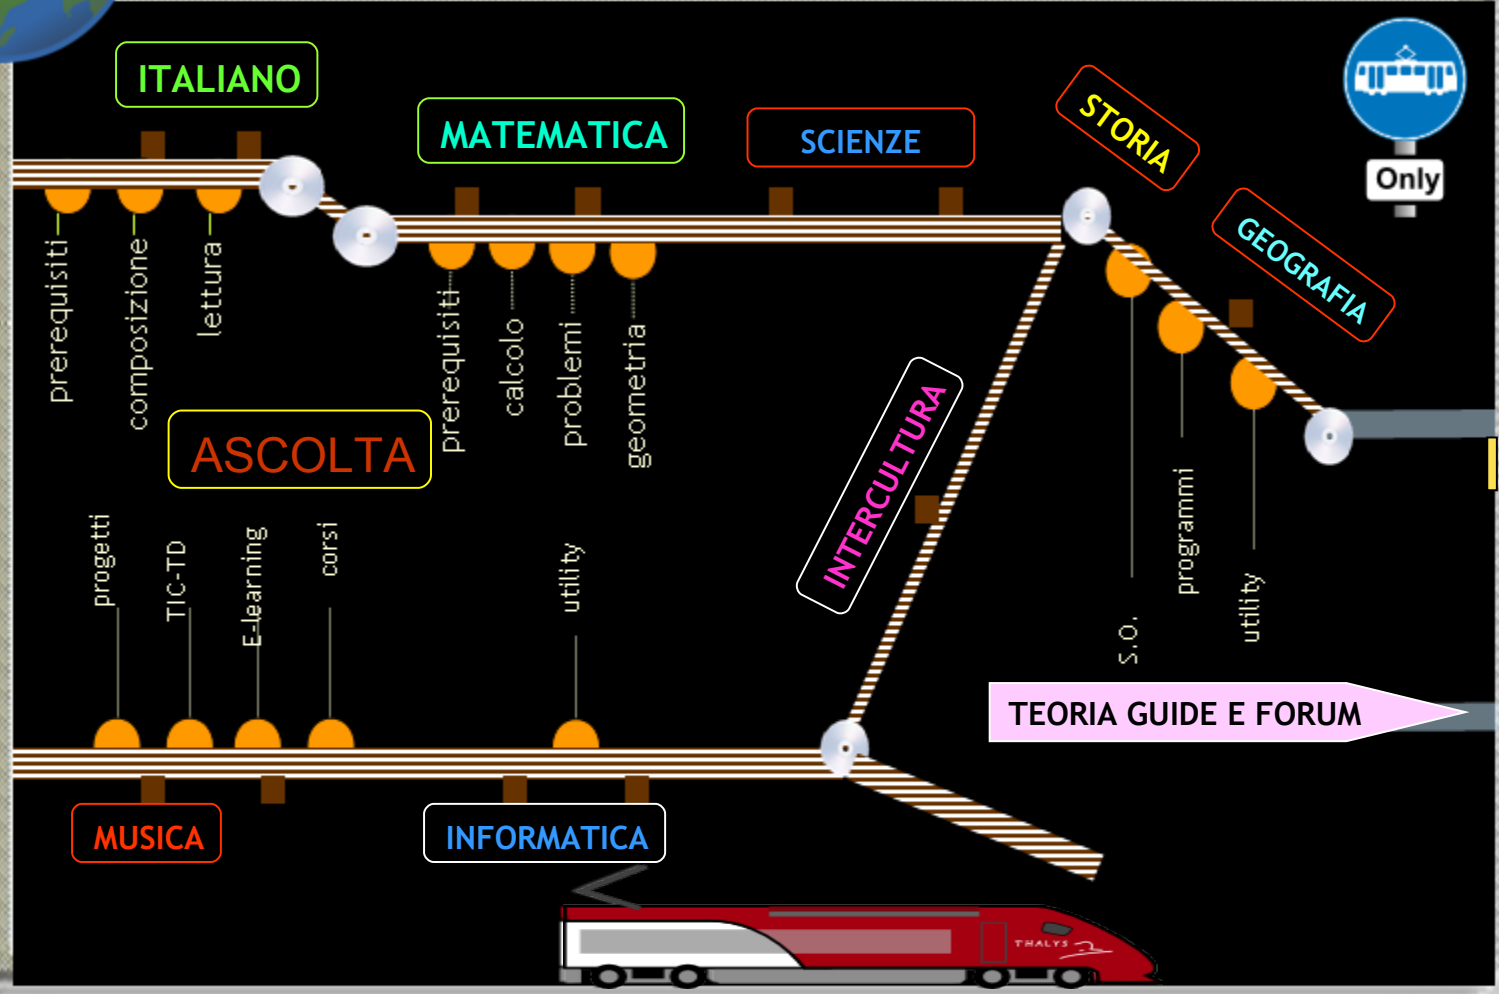 ITALIANO
MATEMATICA
SCIENZE
STORIA
GEOGRAFIA
Only
prerequisiti
composizione
lettura
prerequisiti
calcolo
problemi
geometria
ASCOLTA
INTERCULTURA
progetti
TIC-TD
E-learning
corsi
utility
S.O.
programmi
utility
TEORIA GUIDE E FORUM
MUSICA
INFORMATICA
THALYS